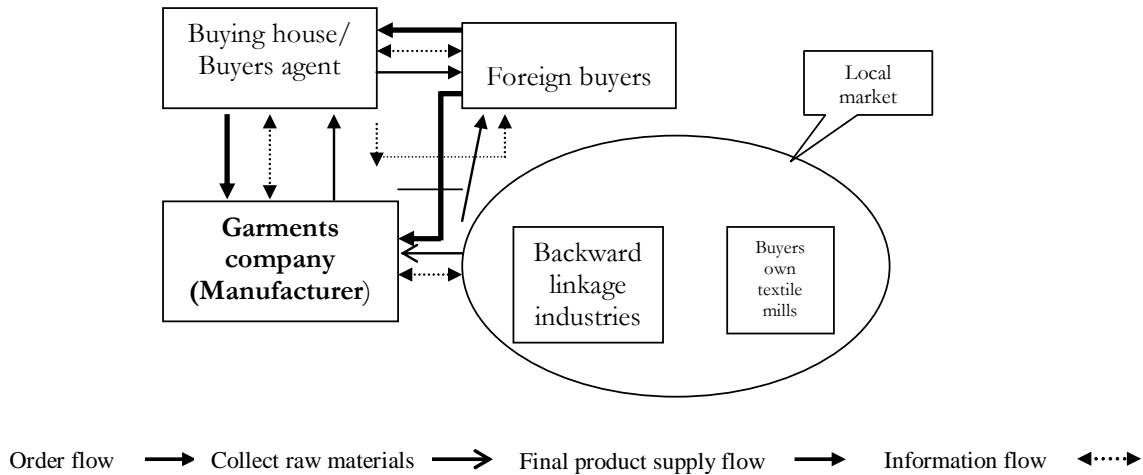 Buying house/
Buyers agent
Foreign buyers
Local
market
Garments
company
(Manufacturer)
Backward
linkage
industries
Buyers
own
textile
mills
Order flow Collect raw materials Final product supply flow Information flow